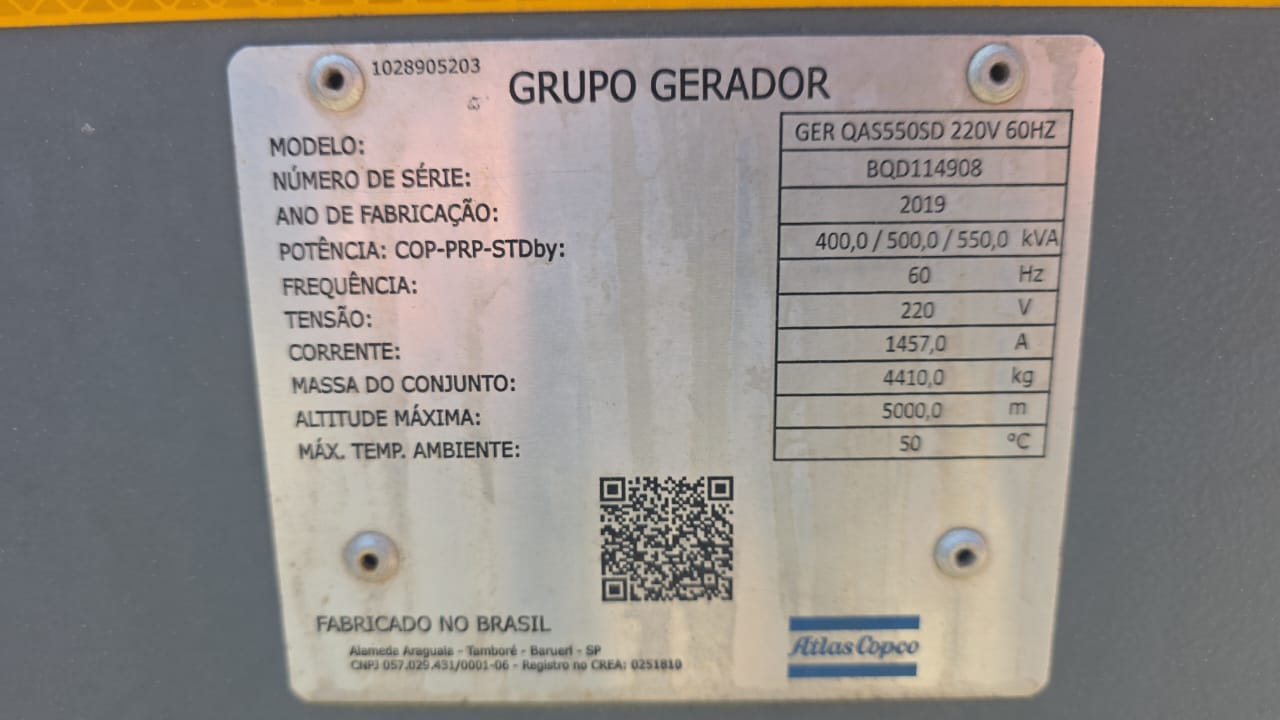 1028905203
GRUPO GERADOR
MODELO: GER QAS550SD 220V 60HZ
NÚMERO DE SÉRIE: BQD114908
ANO DE FABRICAÇÃO: 2019
POTÊNCIA: COP-PRP-STDby: 400,0 / 500,0 / 550,0 kVA
FREQUÊNCIA: 60 Hz
TENSÃO: 220 V
CORRENTE: 1457,0 A
MASSA DO CONJUNTO: 4410,0 kg
ALTITUDE MÁXIMA: 5000,0 m
MÁX. TEMP. AMBIENTE: 50 ºC
FABRICADO NO BRASIL
Alameda Araguaia - Tamboré - Barueri - SP
CNPJ 057.029.431/0001-06 - Registro no CREA: 0251810
Atlas Copco